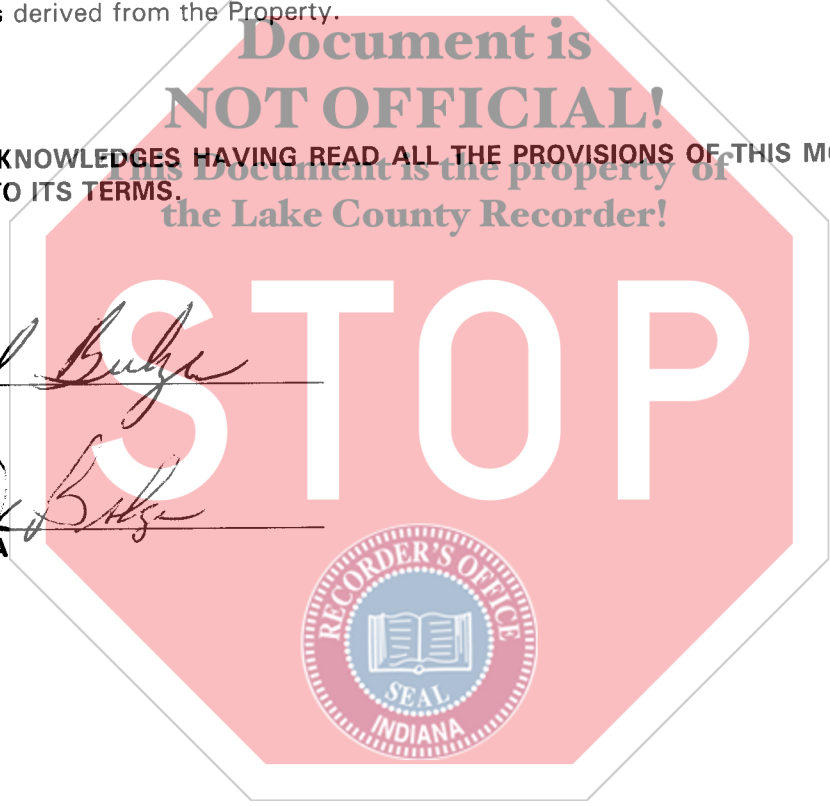 s derived from the Property.
Document is
NOT OFFICIAL!
KNOWLEDGES HAVING READ ALL THE PROVISIONS OF THIS M
This Document is the property of
O ITS TERMS.
the Lake County Recorder!
STOP
RECORDER'S OFFICE
SEAL
INDIANA